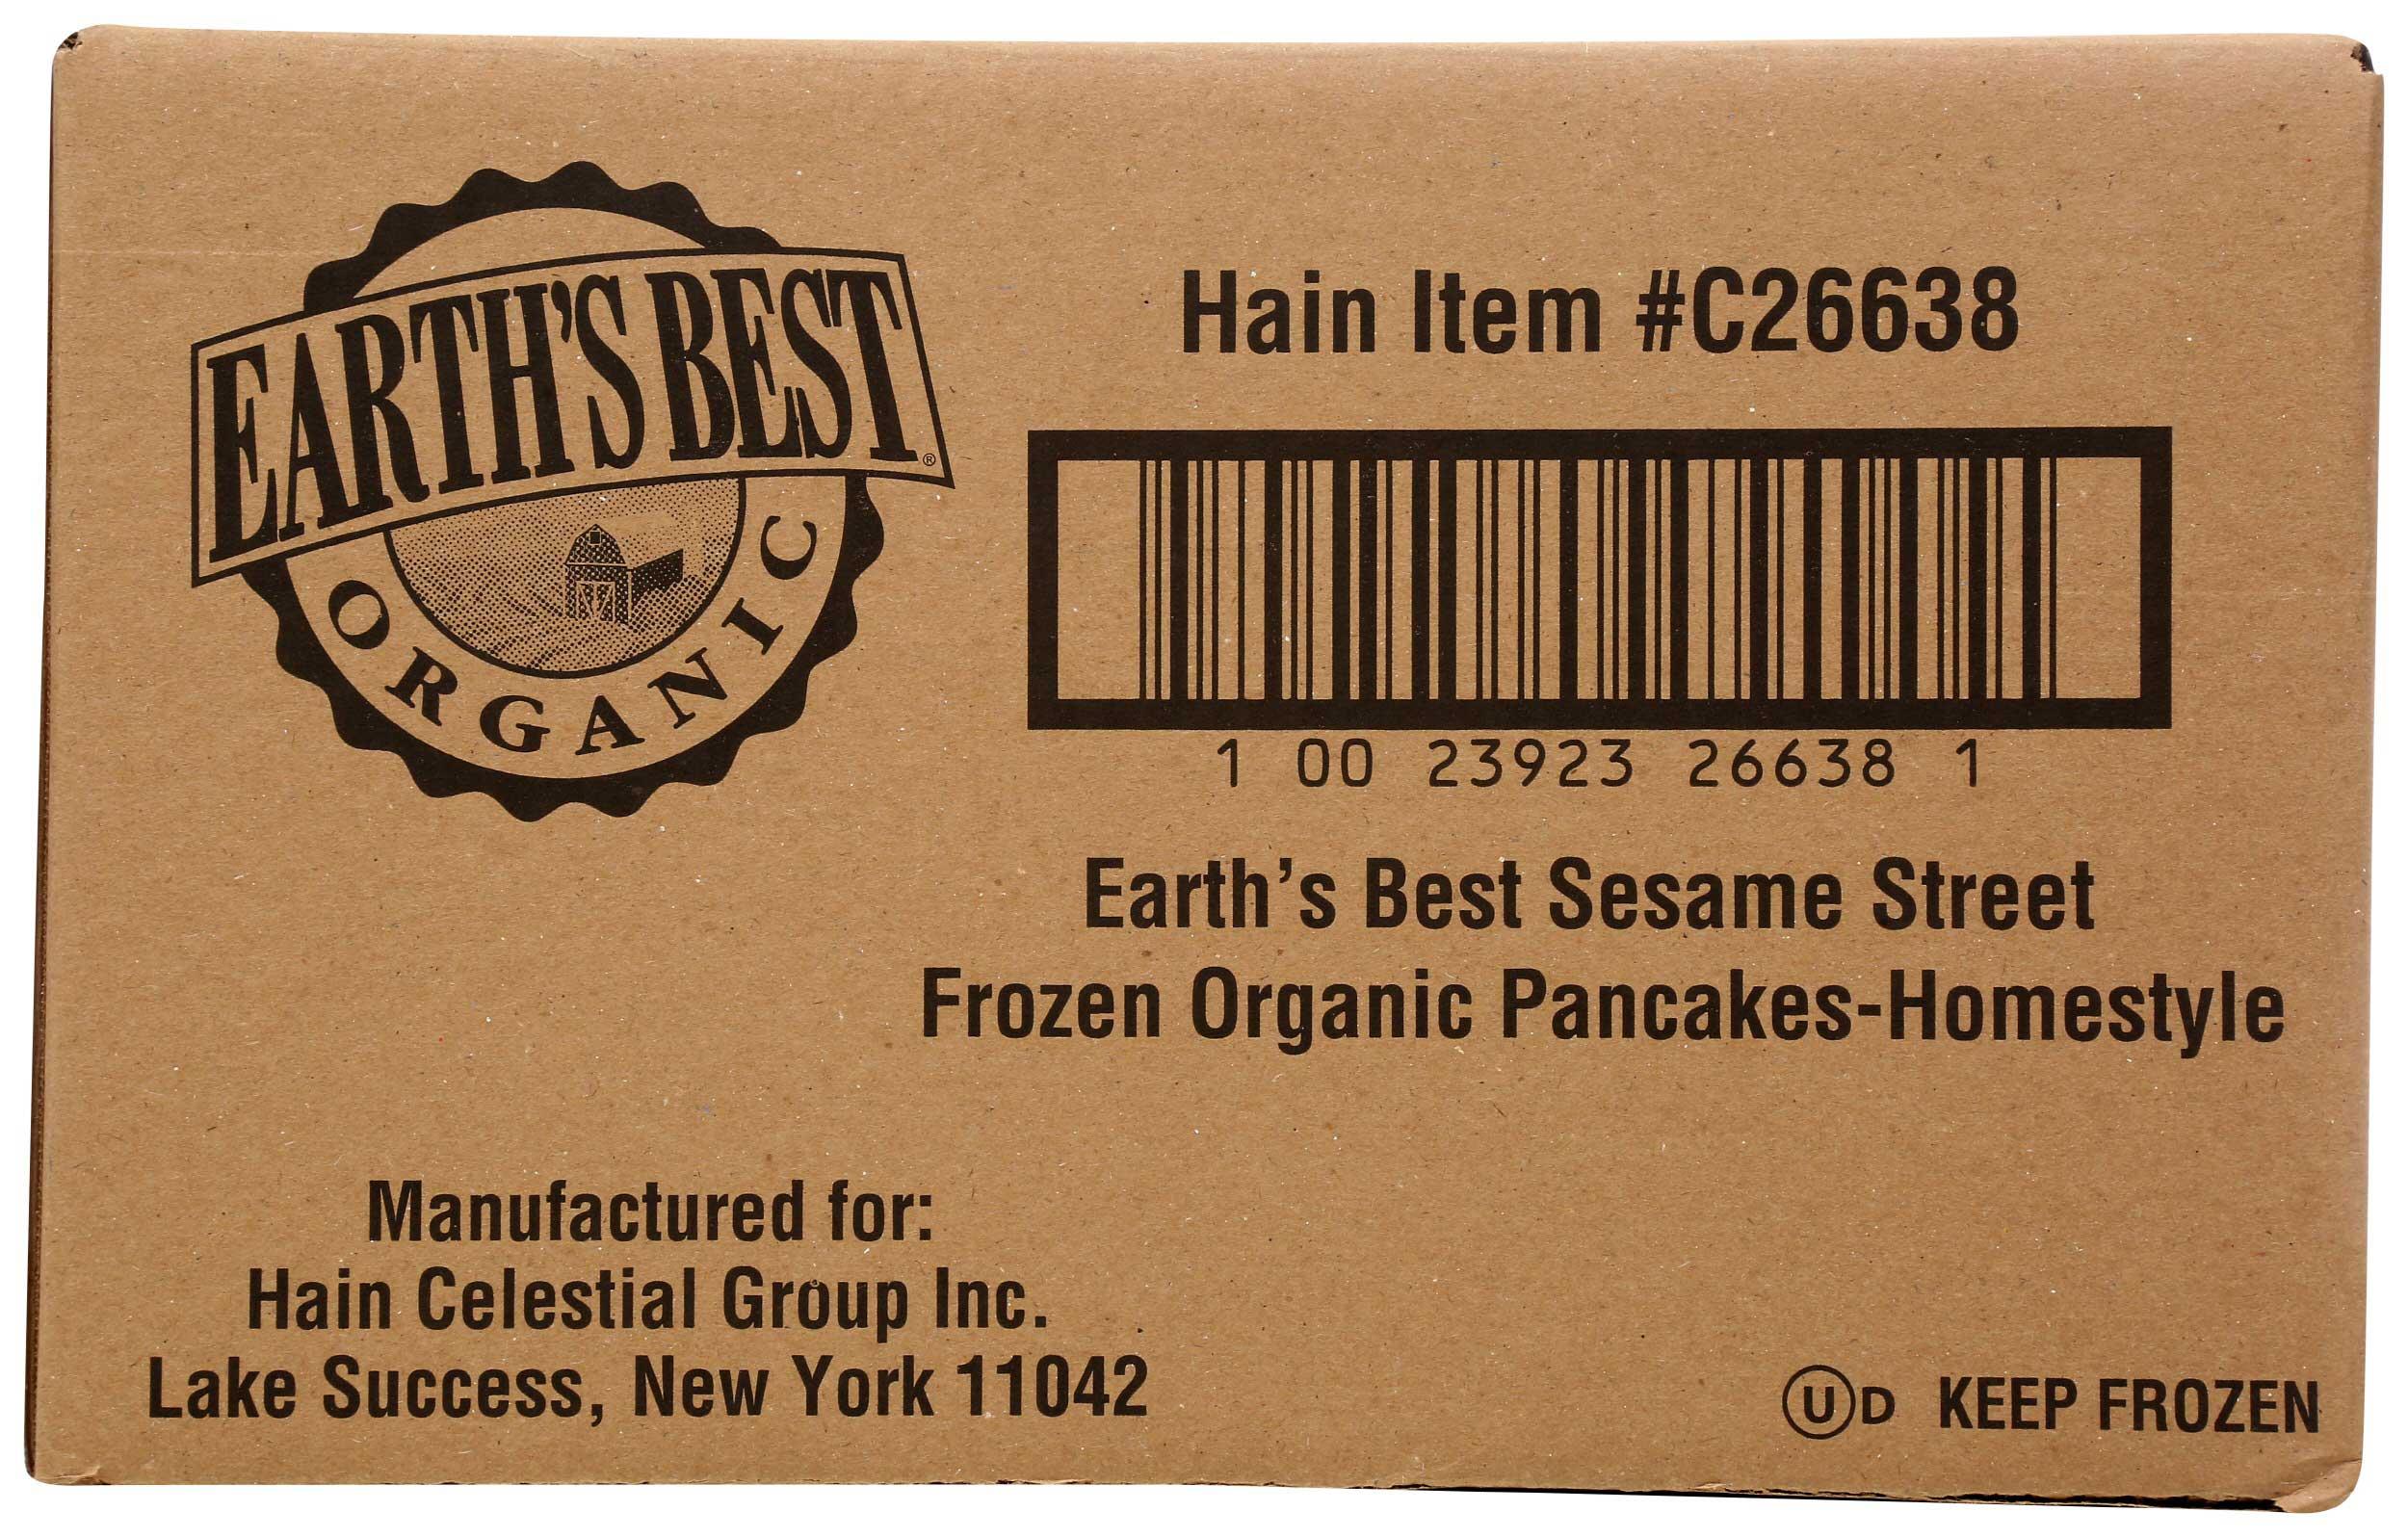 EARTH'S BEST®
ORGANIC
Hain Item #C26638
1 00 23923 26638 1
Earth's Best Sesame Street
Frozen Organic Pancakes-Homestyle
Manufactured for:
Hain Celestial Group Inc.
Lake Success, New York 11042
ⓊD KEEP FROZEN